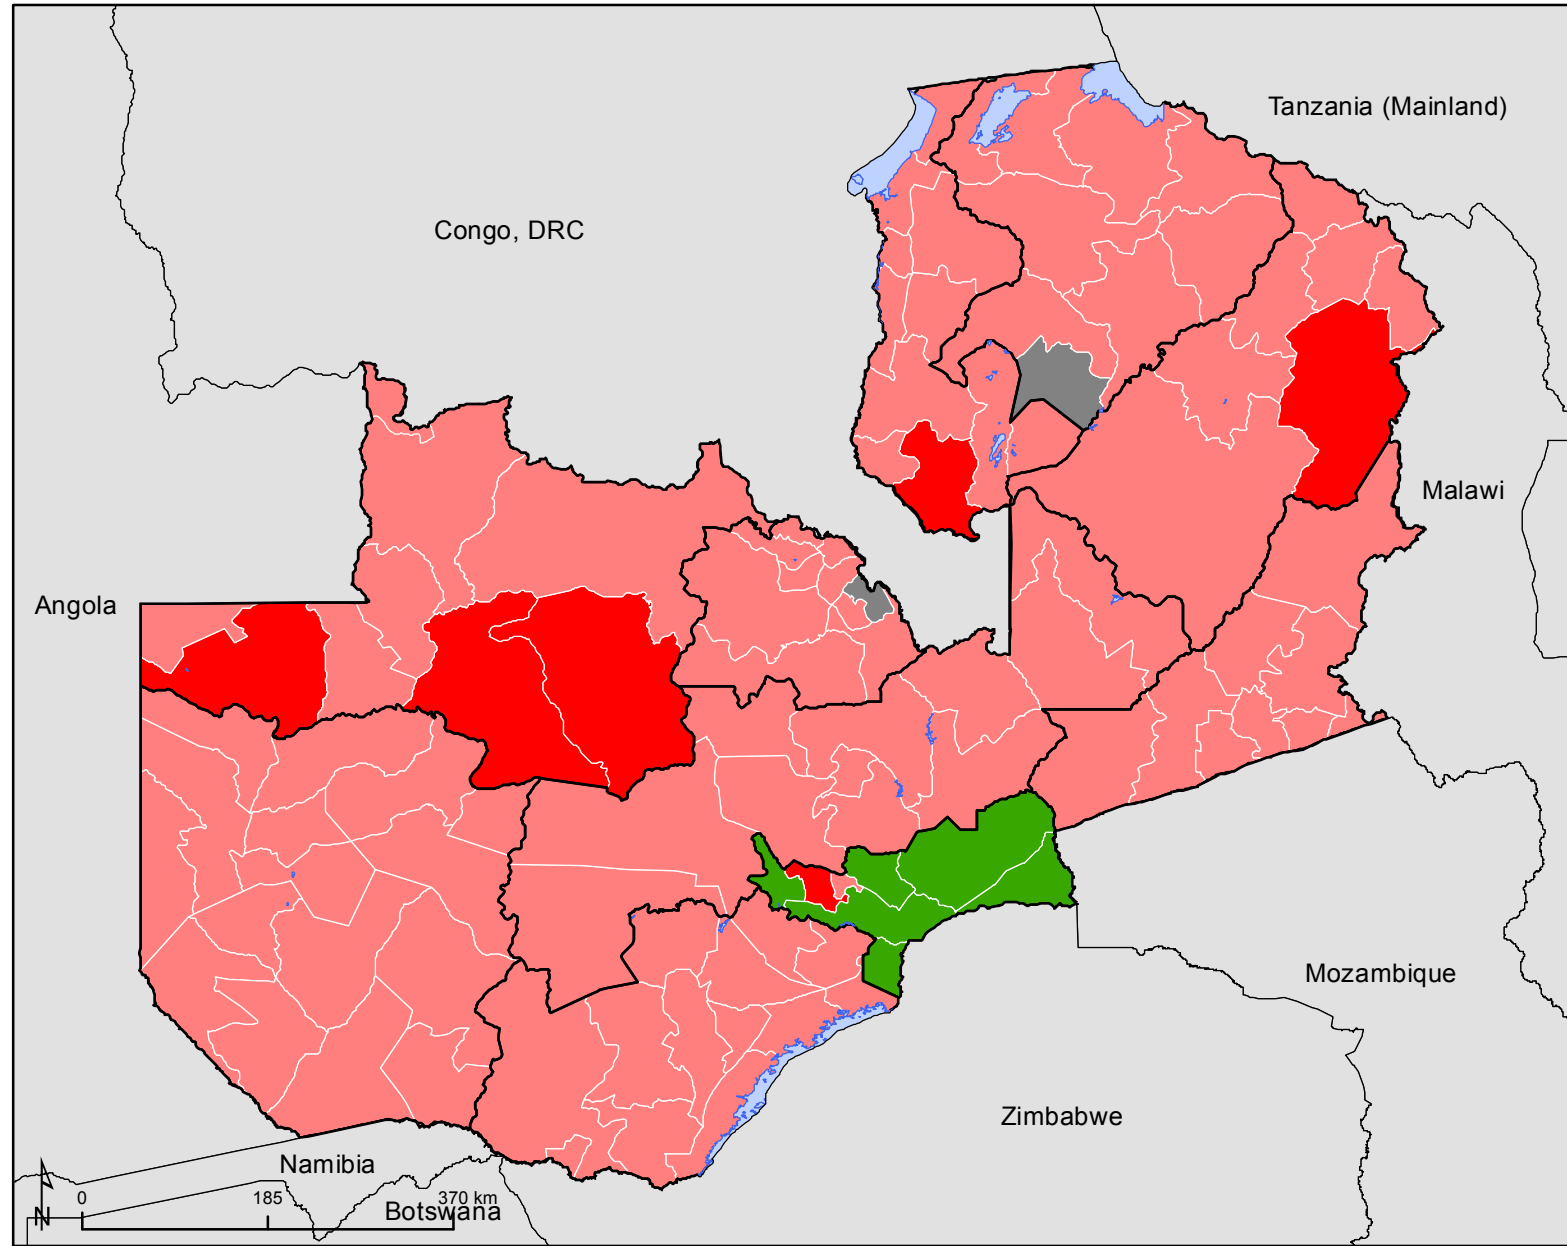 Tanzania (Mainland)
Congo, DRC
Malawi
Angola
Mozambique
Zimbabwe
Namibia
Botswana
N
0 185 370 km